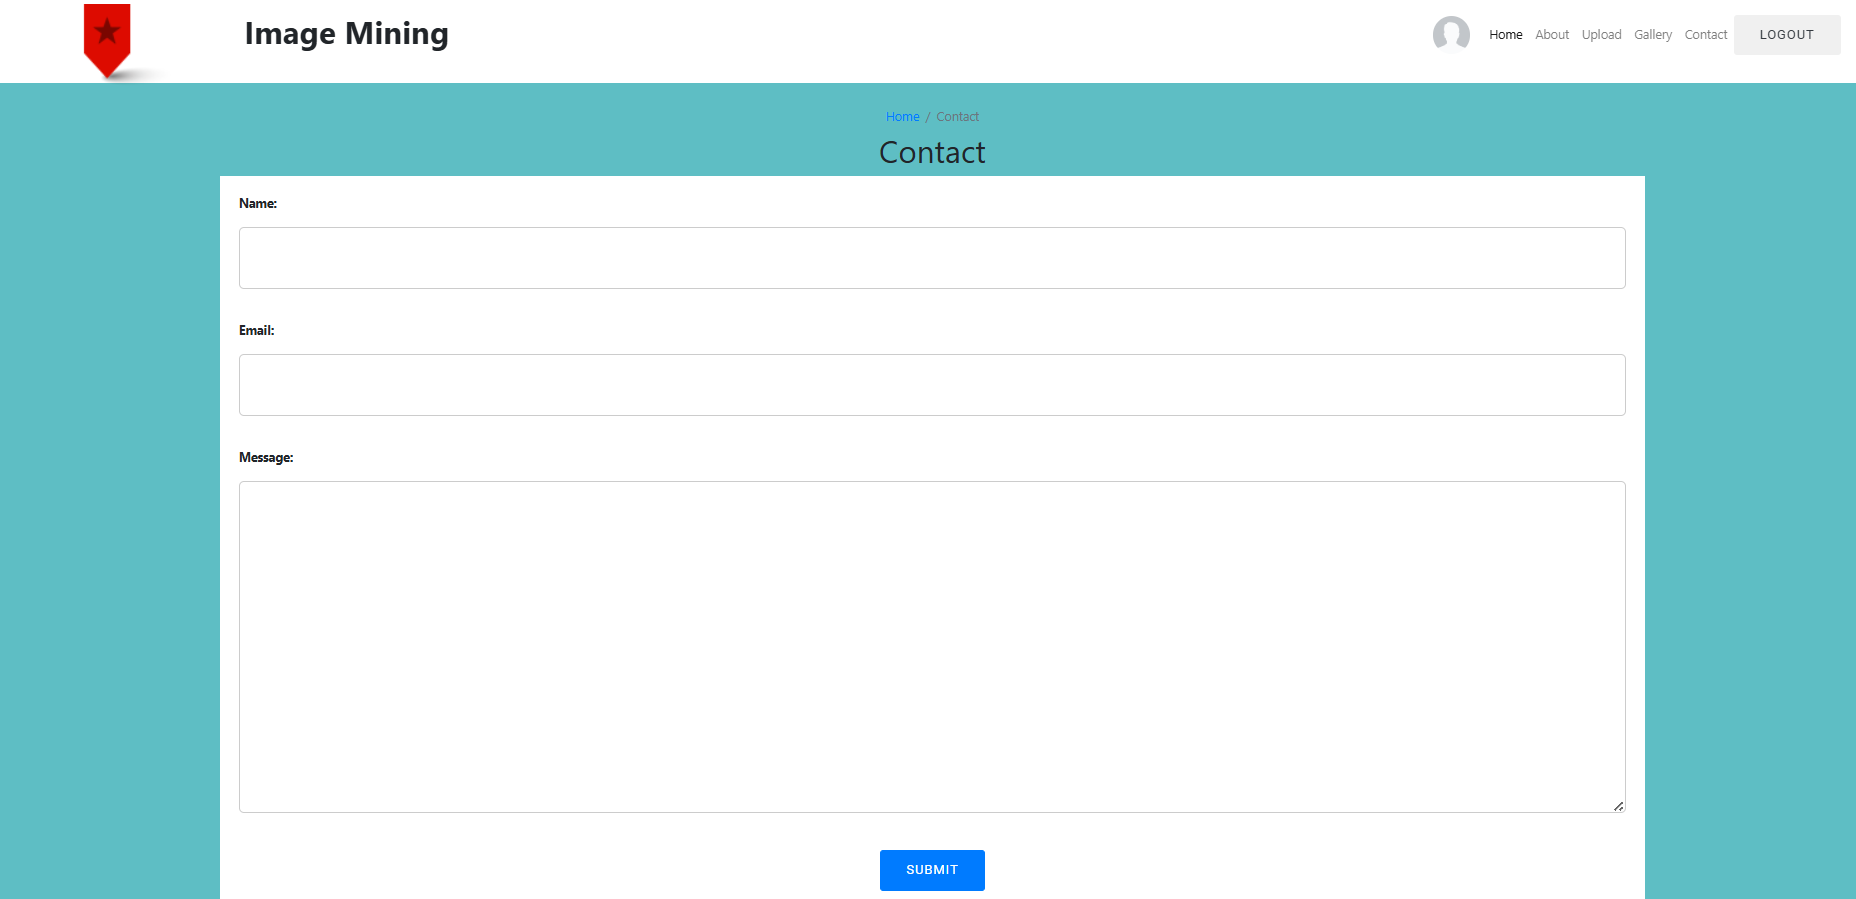 Image Mining
Home About Upload Gallery Contact LOGOUT
Home / Contact
Contact
Name:
Email:
Message:
SUBMIT